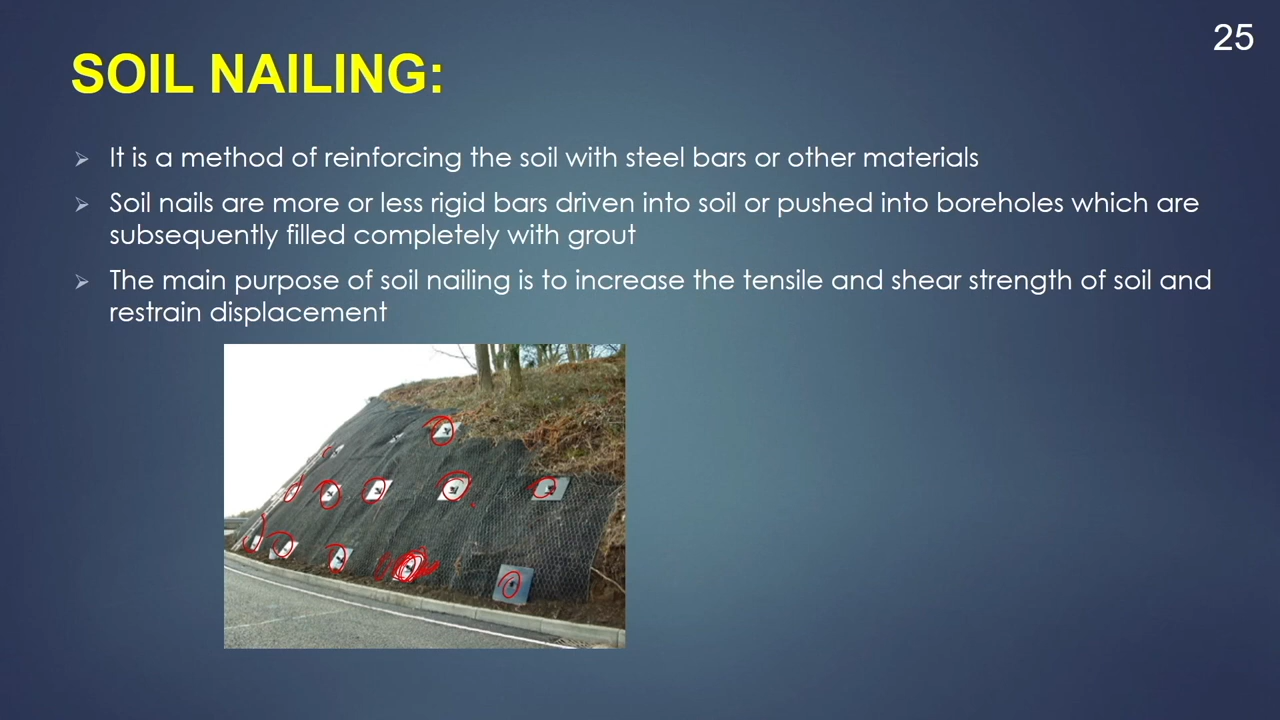 25
SOIL NAILING:
It is a method of reinforcing the soil with steel bars or other materials
Soil nails are more or less rigid bars driven into soil or pushed into boreholes which are
subsequently filled completely with grout
The main purpose of soil nailing is to increase the tensile and shear strength of soil and
restrain displacement